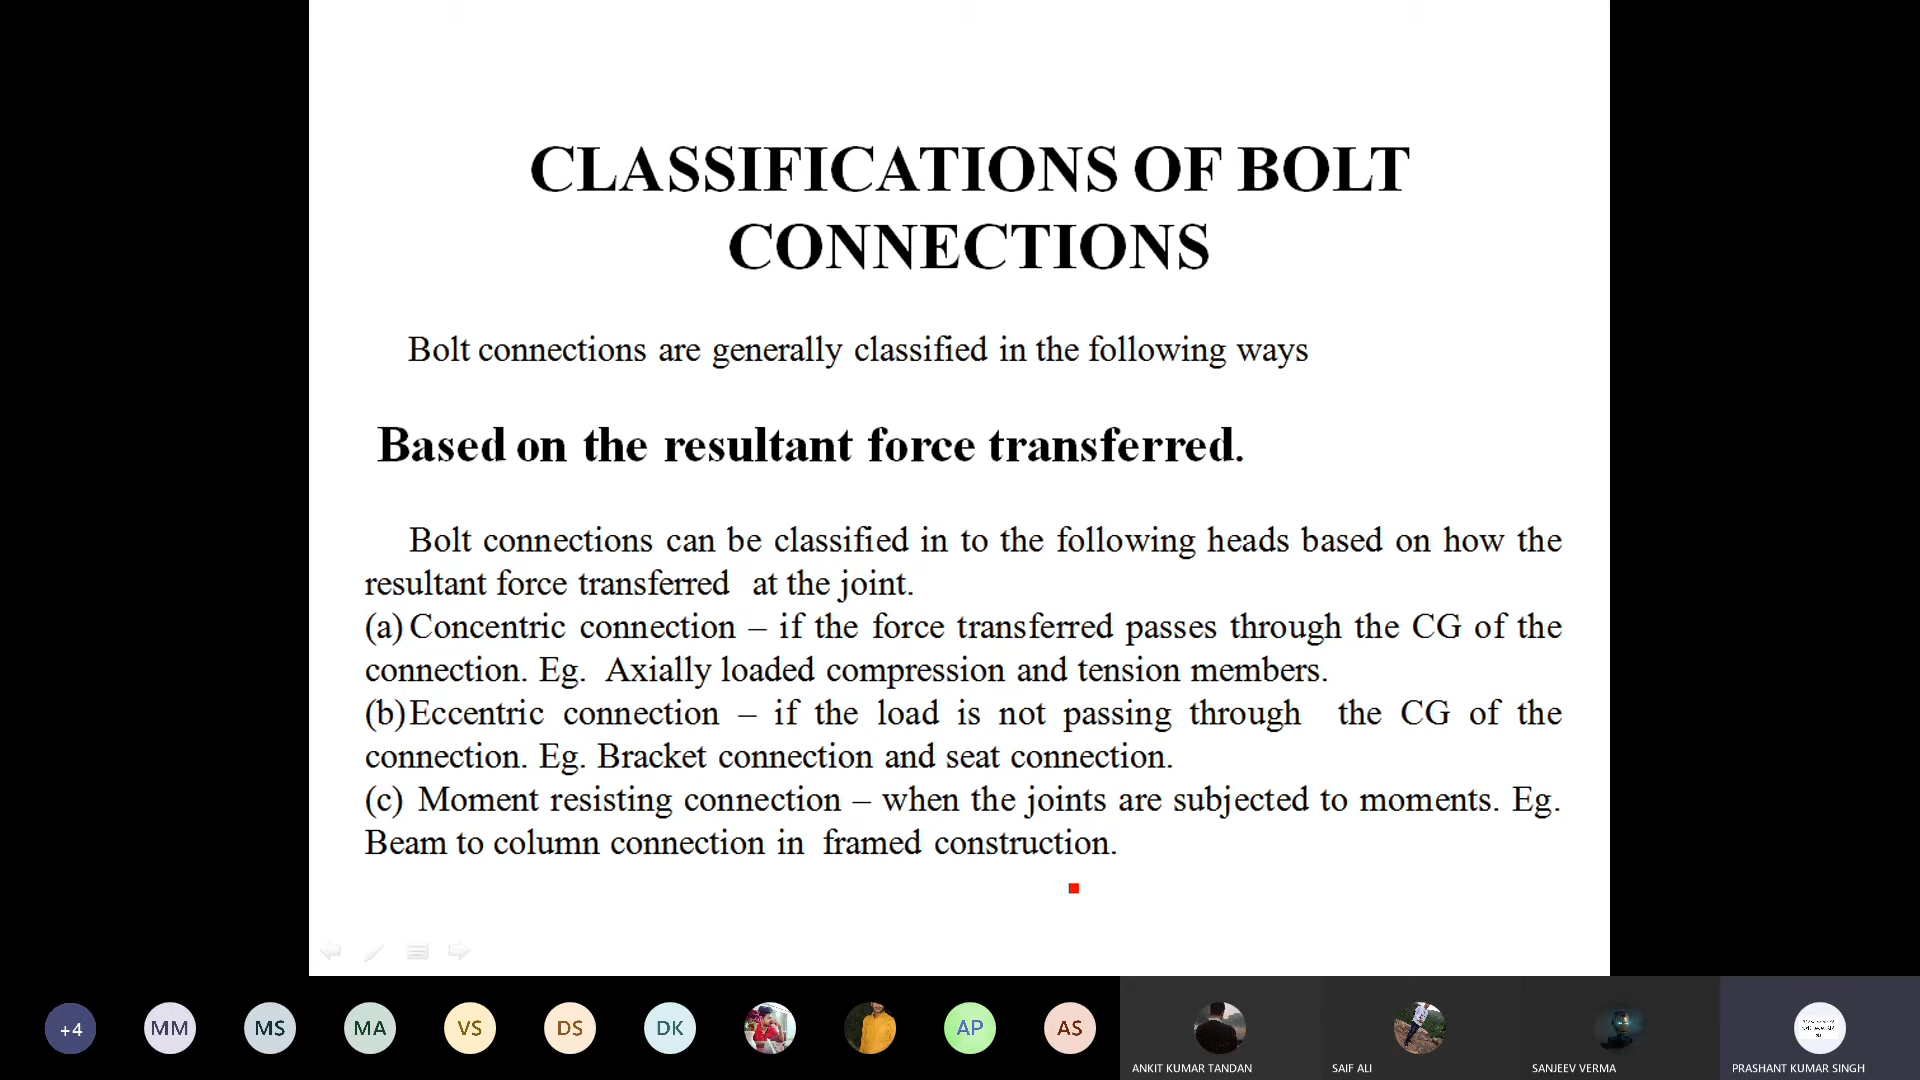 CLASSIFICATIONS OF BOLT
CONNECTIONS
Bolt connections are generally classified in the following ways
Based on the resultant force transferred.
Bolt connections can be classified in to the following heads based on how the
resultant force transferred at the joint.
(a) Concentric connection – if the force transferred passes through the CG of the
connection. Eg. Axially loaded compression and tension members.
(b) Eccentric connection – if the load is not passing through the CG of the
connection. Eg. Bracket connection and seat connection.
(c) Moment resisting connection – when the joints are subjected to moments. Eg.
Beam to column connection in framed construction.
+4 MM MS MA VS DS DK AP AS
ANKIT KUMAR TANDAN SAIF ALI SANJEEV VERMA PRASHANT KUMAR SINGH